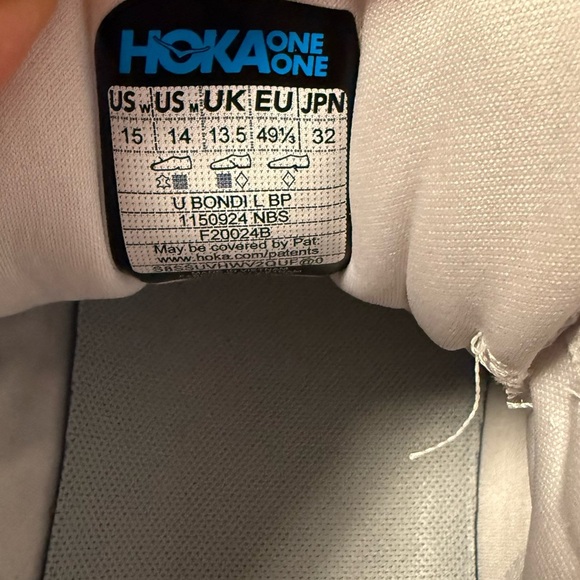 HOKA ONE ONE
US W US M UK EU JPN
15 14 13.5 49⅓ 32
U BONDI L BP
1150924 NBS
F20024B
May be covered by Pat:
www.hoka.com/patents